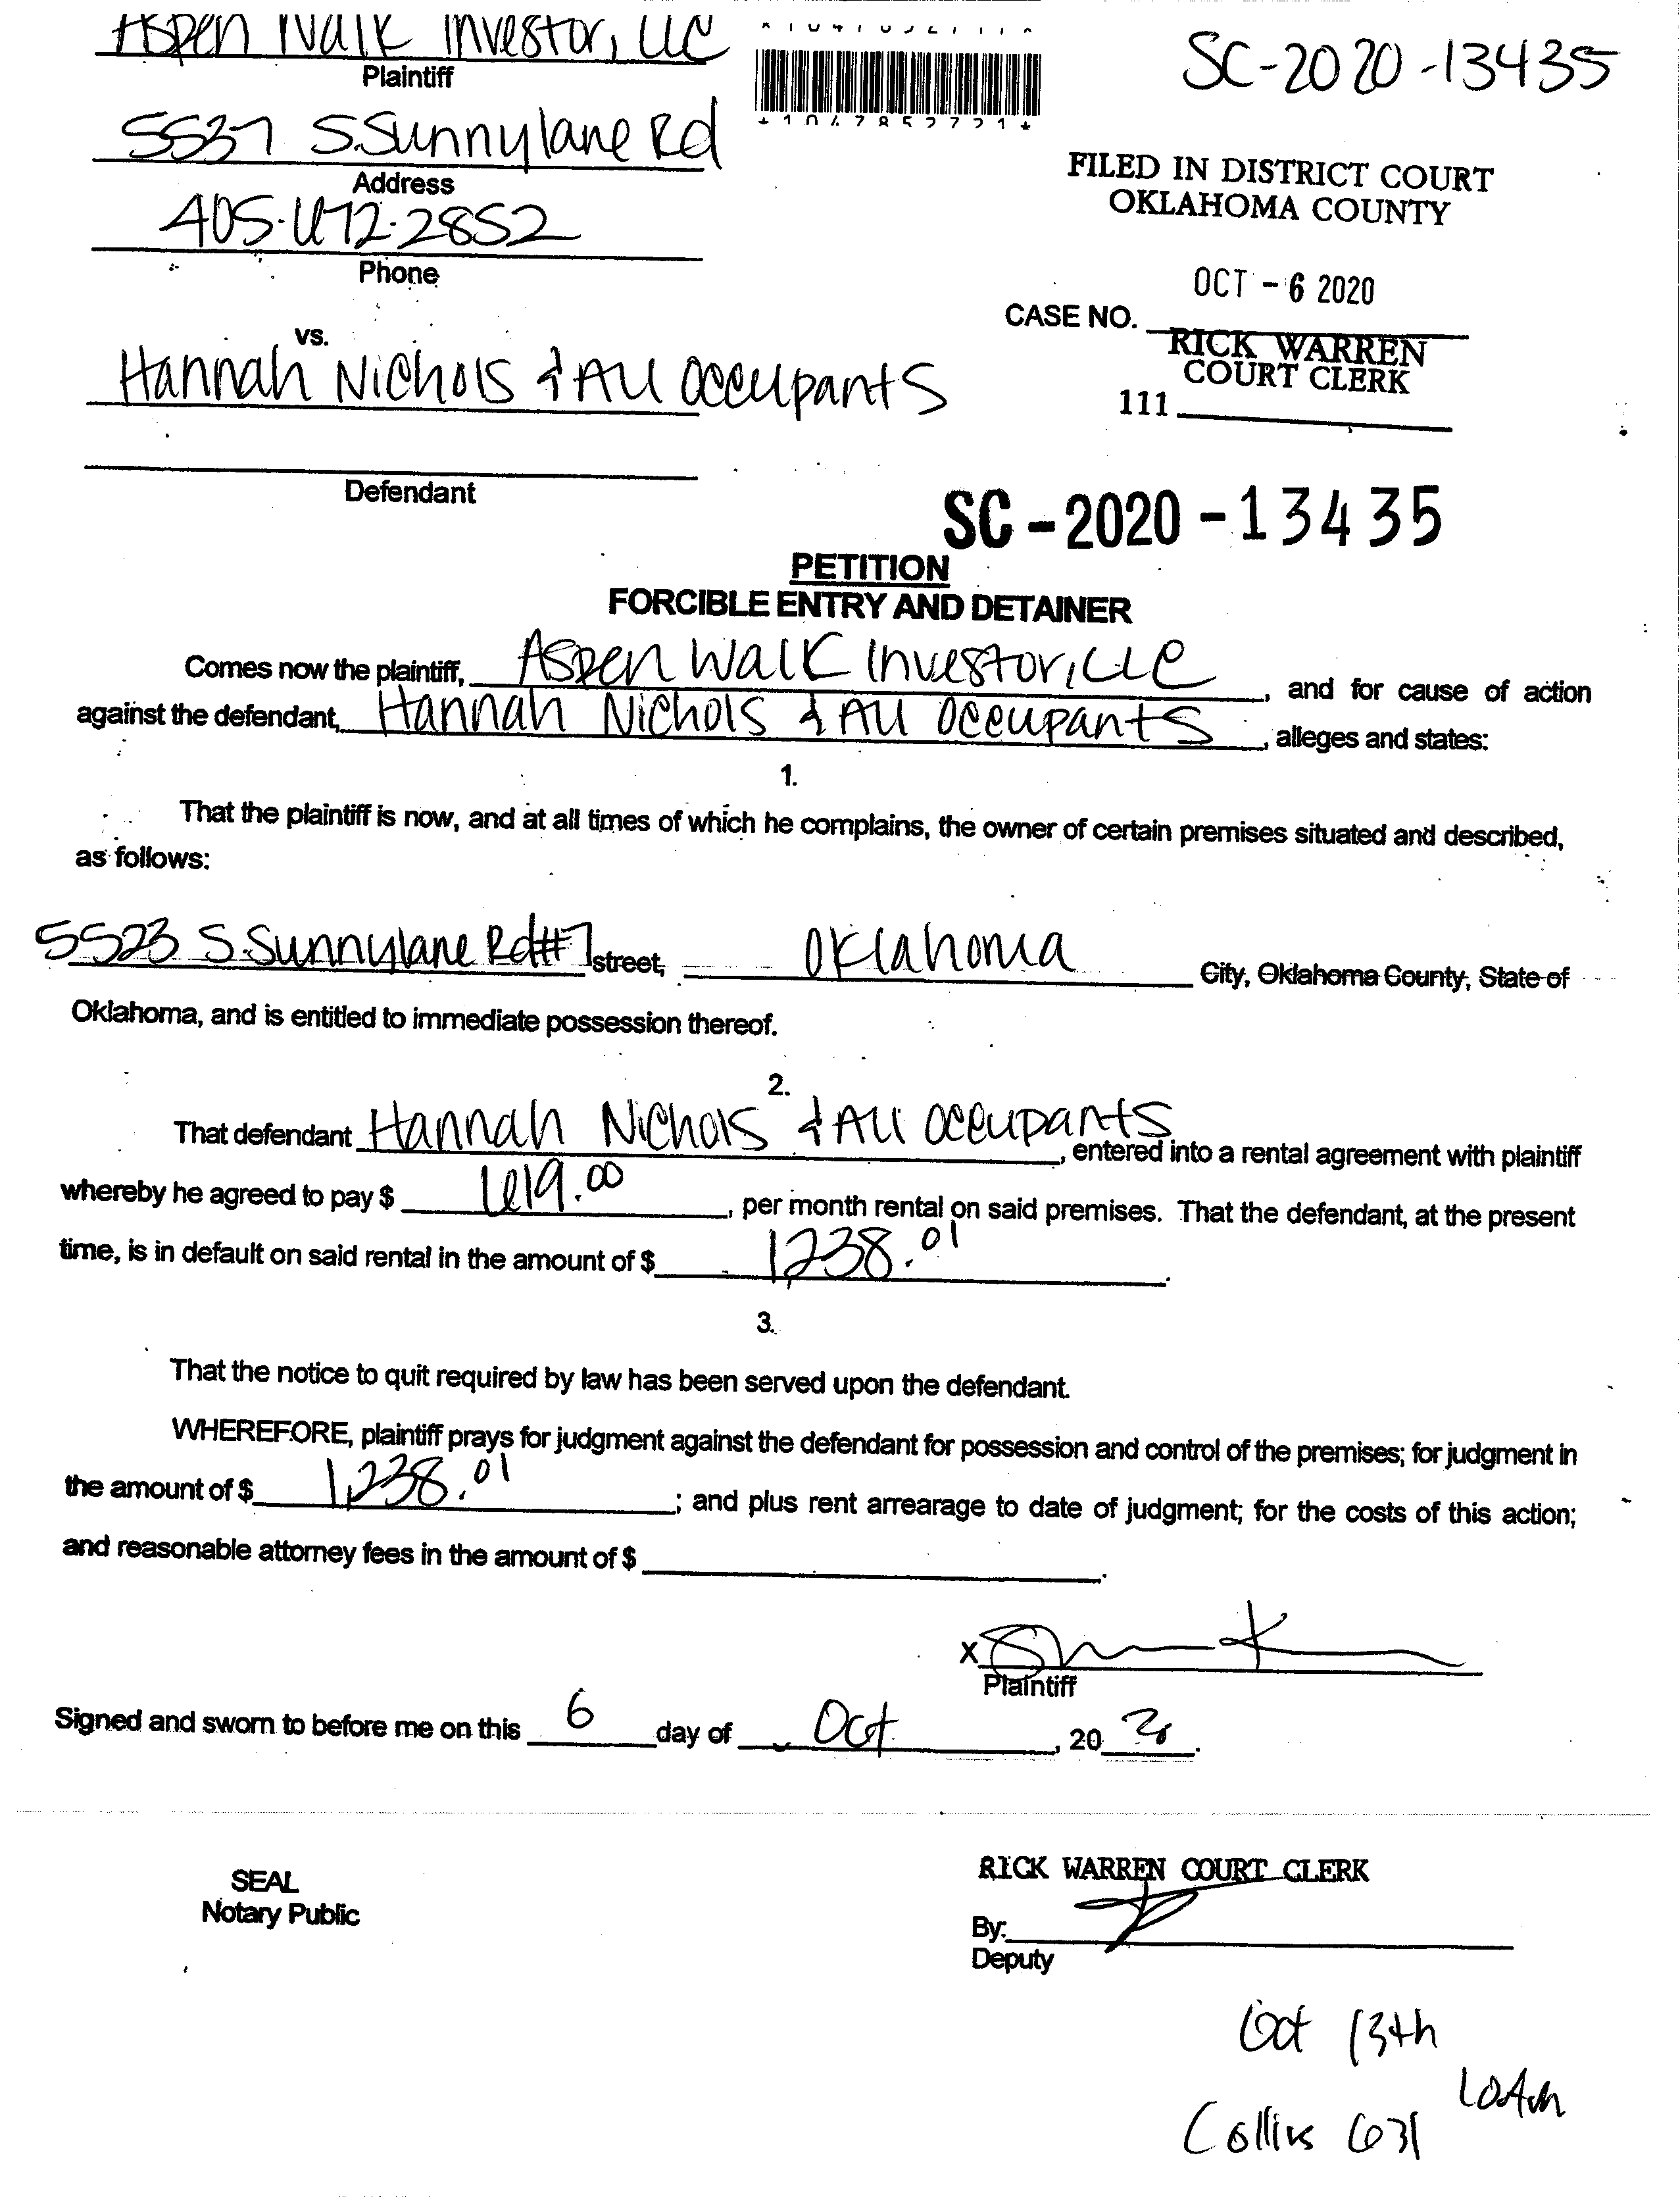 Aspen Walk Investor, LLC
Plaintiff
SC-2020-13435
5537 S. Sunnylane Rd
*1047852721*
Address
FILED IN DISTRICT COURT
OKLAHOMA COUNTY
405-672-2852
Phone
OCT - 6 2020
CASE NO.
vs.
RICK WARREN
COURT CLERK
Hannah Nichols & All Occupants
111
Defendant
SC-2020-13435
PETITION
FORCIBLE ENTRY AND DETAINER
Comes now the plaintiff, Aspen Walk Investor, LLC, and for cause of action
against the defendant, Hannah Nichols & All Occupants, alleges and states:
1.
That the plaintiff is now, and at all times of which he complains, the owner of certain premises situated and described,
as follows:
5523 S. Sunnylane Rd #7 street, Oklahoma City, Oklahoma County, State of
Oklahoma, and is entitled to immediate possession thereof.
2.
That defendant Hannah Nichols & All Occupants, entered into a rental agreement with plaintiff
whereby he agreed to pay $ 619.00, per month rental on said premises. That the defendant, at the present
time, is in default on said rental in the amount of $ 1,238.01.
3.
That the notice to quit required by law has been served upon the defendant.
WHEREFORE, plaintiff prays for judgment against the defendant for possession and control of the premises; for judgment in
the amount of $ 1,238.01; and plus rent arrearage to date of judgment; for the costs of this action;
and reasonable attorney fees in the amount of $.
X
Plaintiff
Signed and sworn to before me on this 6 day of Oct, 20 20.
SEAL
Notary Public
RICK WARREN COURT CLERK
By:
Deputy
Oct 13th
10Am
Collins 631